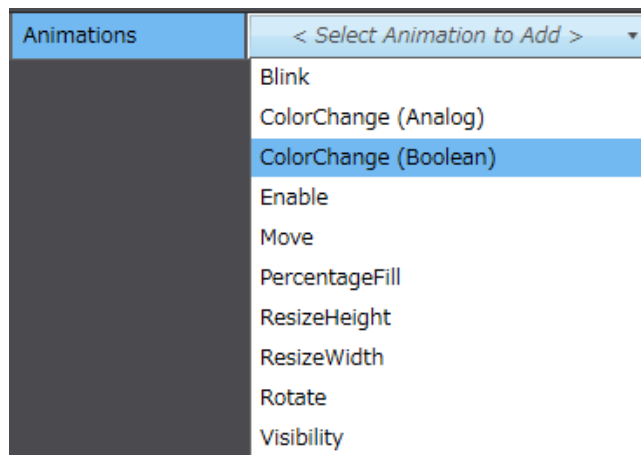 Animations
< Select Animation to Add >
Blink
ColorChange (Analog)
ColorChange (Boolean)
Enable
Move
PercentageFill
ResizeHeight
ResizeWidth
Rotate
Visibility